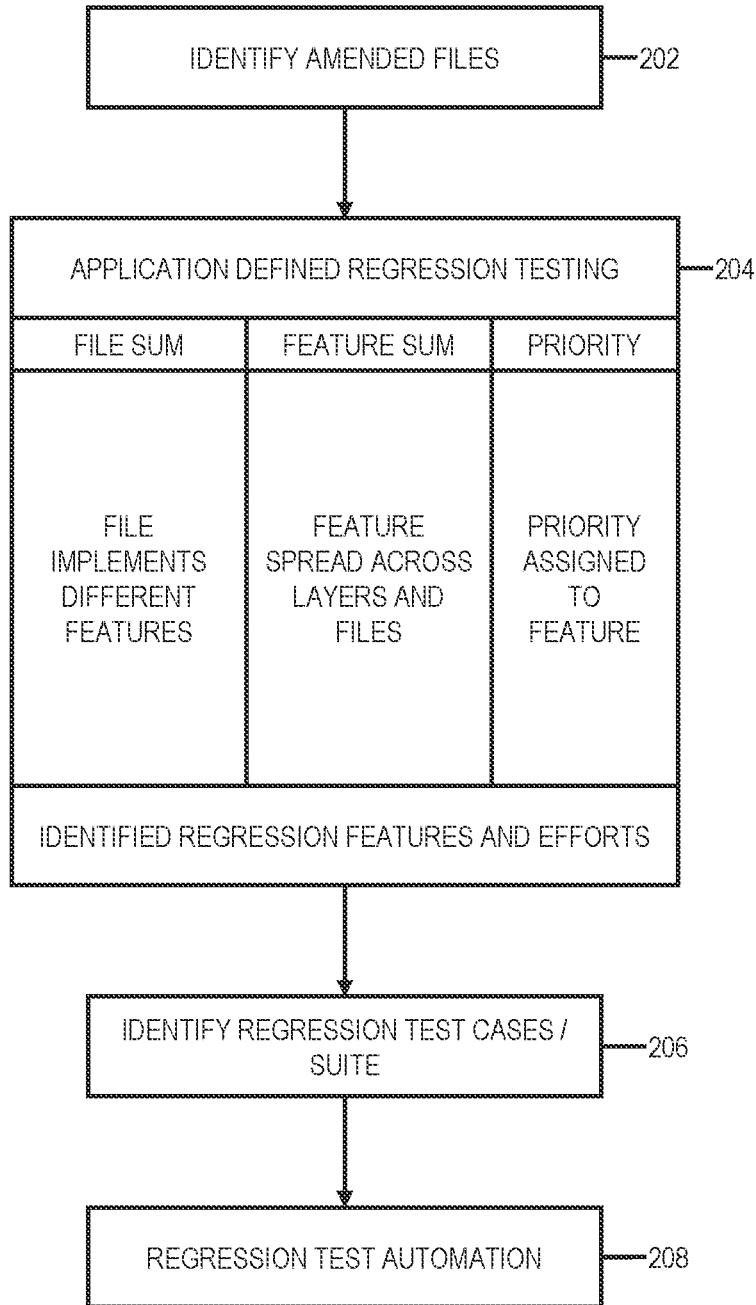 IDENTIFY AMENDED FILES
202
APPLICATION DEFINED REGRESSION TESTING
204
FILE SUM
FEATURE SUM
PRIORITY
FILE
IMPLEMENTS
DIFFERENT
FEATURES
FEATURE
SPREAD ACROSS
LAYERS AND
FILES
PRIORITY
ASSIGNED
TO
FEATURE
IDENTIFIED REGRESSION FEATURES AND EFFORTS
IDENTIFY REGRESSION TEST CASES /
SUITE
206
REGRESSION TEST AUTOMATION
208